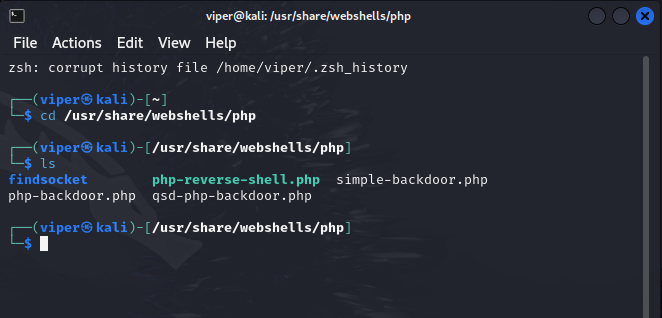 viper@kali: /usr/share/webshells/php
File Actions Edit View Help
zsh: corrupt history file /home/viper/.zsh_history
┌──(viper㉿kali)-[~]
└─$ cd /usr/share/webshells/php
┌──(viper㉿kali)-[/usr/share/webshells/php]
└─$ ls
findsocket php-reverse-shell.php simple-backdoor.php
php-backdoor.php qsd-php-backdoor.php
┌──(viper㉿kali)-[/usr/share/webshells/php]
└─$